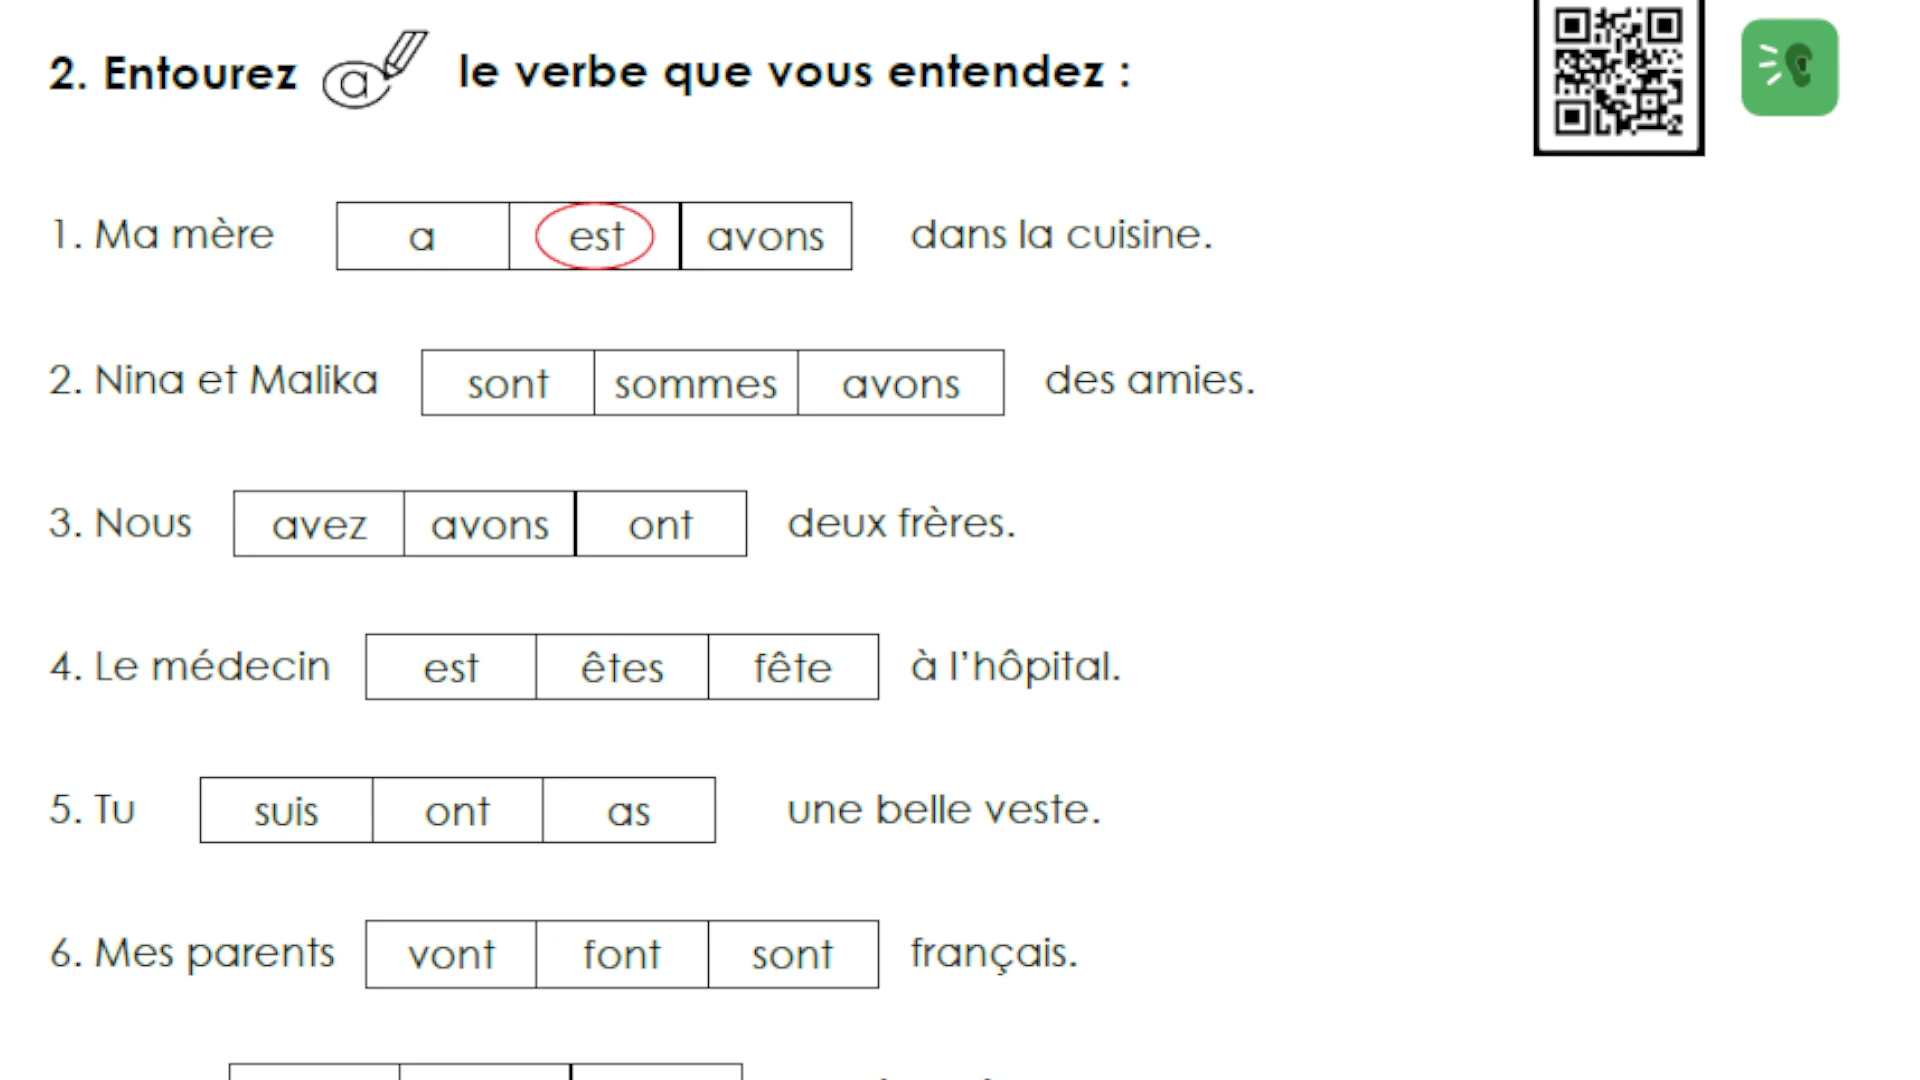 2. Entourez a le verbe que vous entendez :
1. Ma mère a est avons dans la cuisine.
2. Nina et Malika sont sommes avons des amies.
3. Nous avez avons ont deux frères.
4. Le médecin est êtes fête à l’hôpital.
5. Tu suis ont as une belle veste.
6. Mes parents vont font sont français.